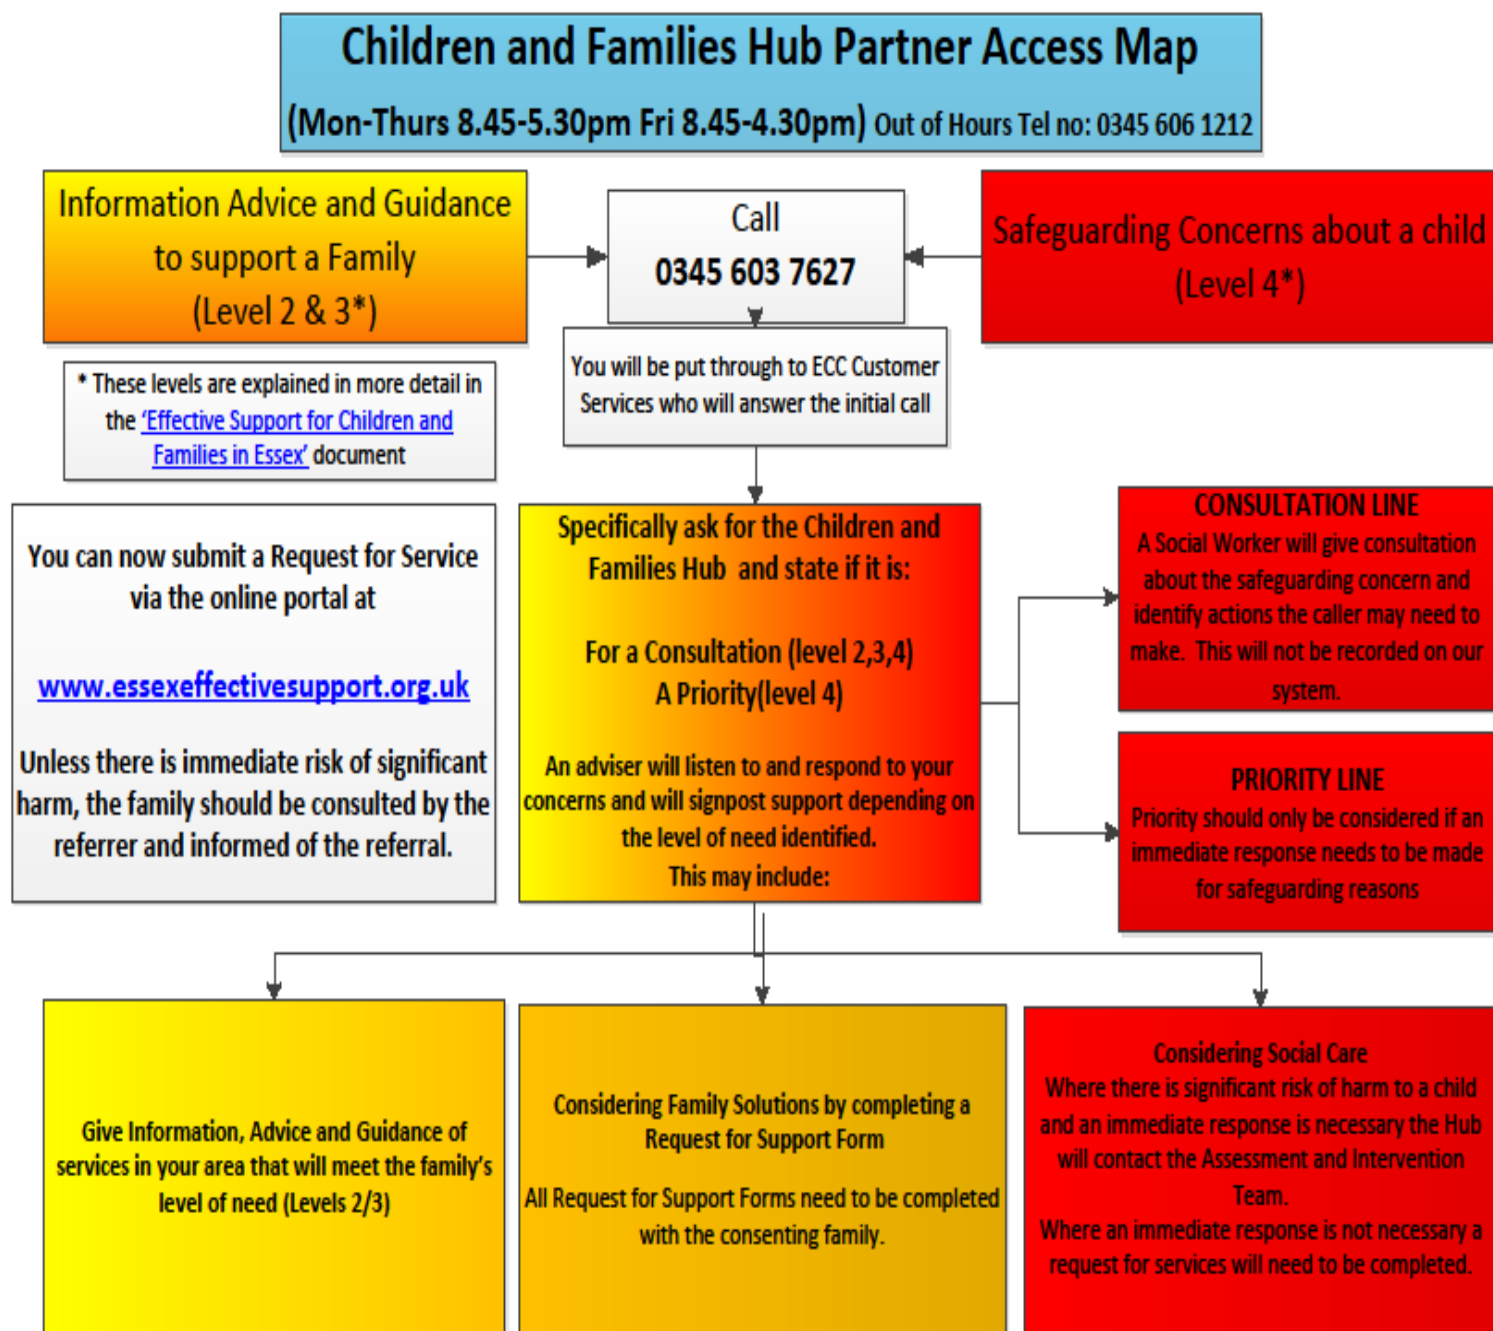 Children and Families Hub Partner Access Map
(Mon-Thurs 8.45-5.30pm Fri 8.45-4.30pm) Out of Hours Tel no: 0345 606 1212
Information Advice and Guidance
to support a Family
(Level 2 & 3*)
Call
0345 603 7627
Safeguarding Concerns about a child
(Level 4*)
You will be put through to ECC Customer
Services who will answer the initial call
* These levels are explained in more detail in
the 'Effective Support for Children and
Families in Essex' document
You can now submit a Request for Service
via the online portal at
www.essexeffectivesupport.org.uk
Unless there is immediate risk of significant
harm, the family should be consulted by the
referrer and informed of the referral.
Specifically ask for the Children and
Families Hub and state if it is:
For a Consultation (level 2,3,4)
A Priority(level 4)
An adviser will listen to and respond to your
concerns and will signpost support depending on
the level of need identified.
This may include:
CONSULTATION LINE
A Social Worker will give consultation
about the safeguarding concern and
identify actions the caller may need to
make. This will not be recorded on our
system.
PRIORITY LINE
Priority should only be considered if an
immediate response needs to be made
for safeguarding reasons
Give Information, Advice and Guidance of
services in your area that will meet the family's
level of need (Levels 2/3)
Considering Family Solutions by completing a
Request for Support Form
All Request for Support Forms need to be completed
with the consenting family.
Considering Social Care
Where there is significant risk of harm to a child
and an immediate response is necessary the Hub
will contact the Assessment and Intervention
Team.
Where an immediate response is not necessary a
request for services will need to be completed.